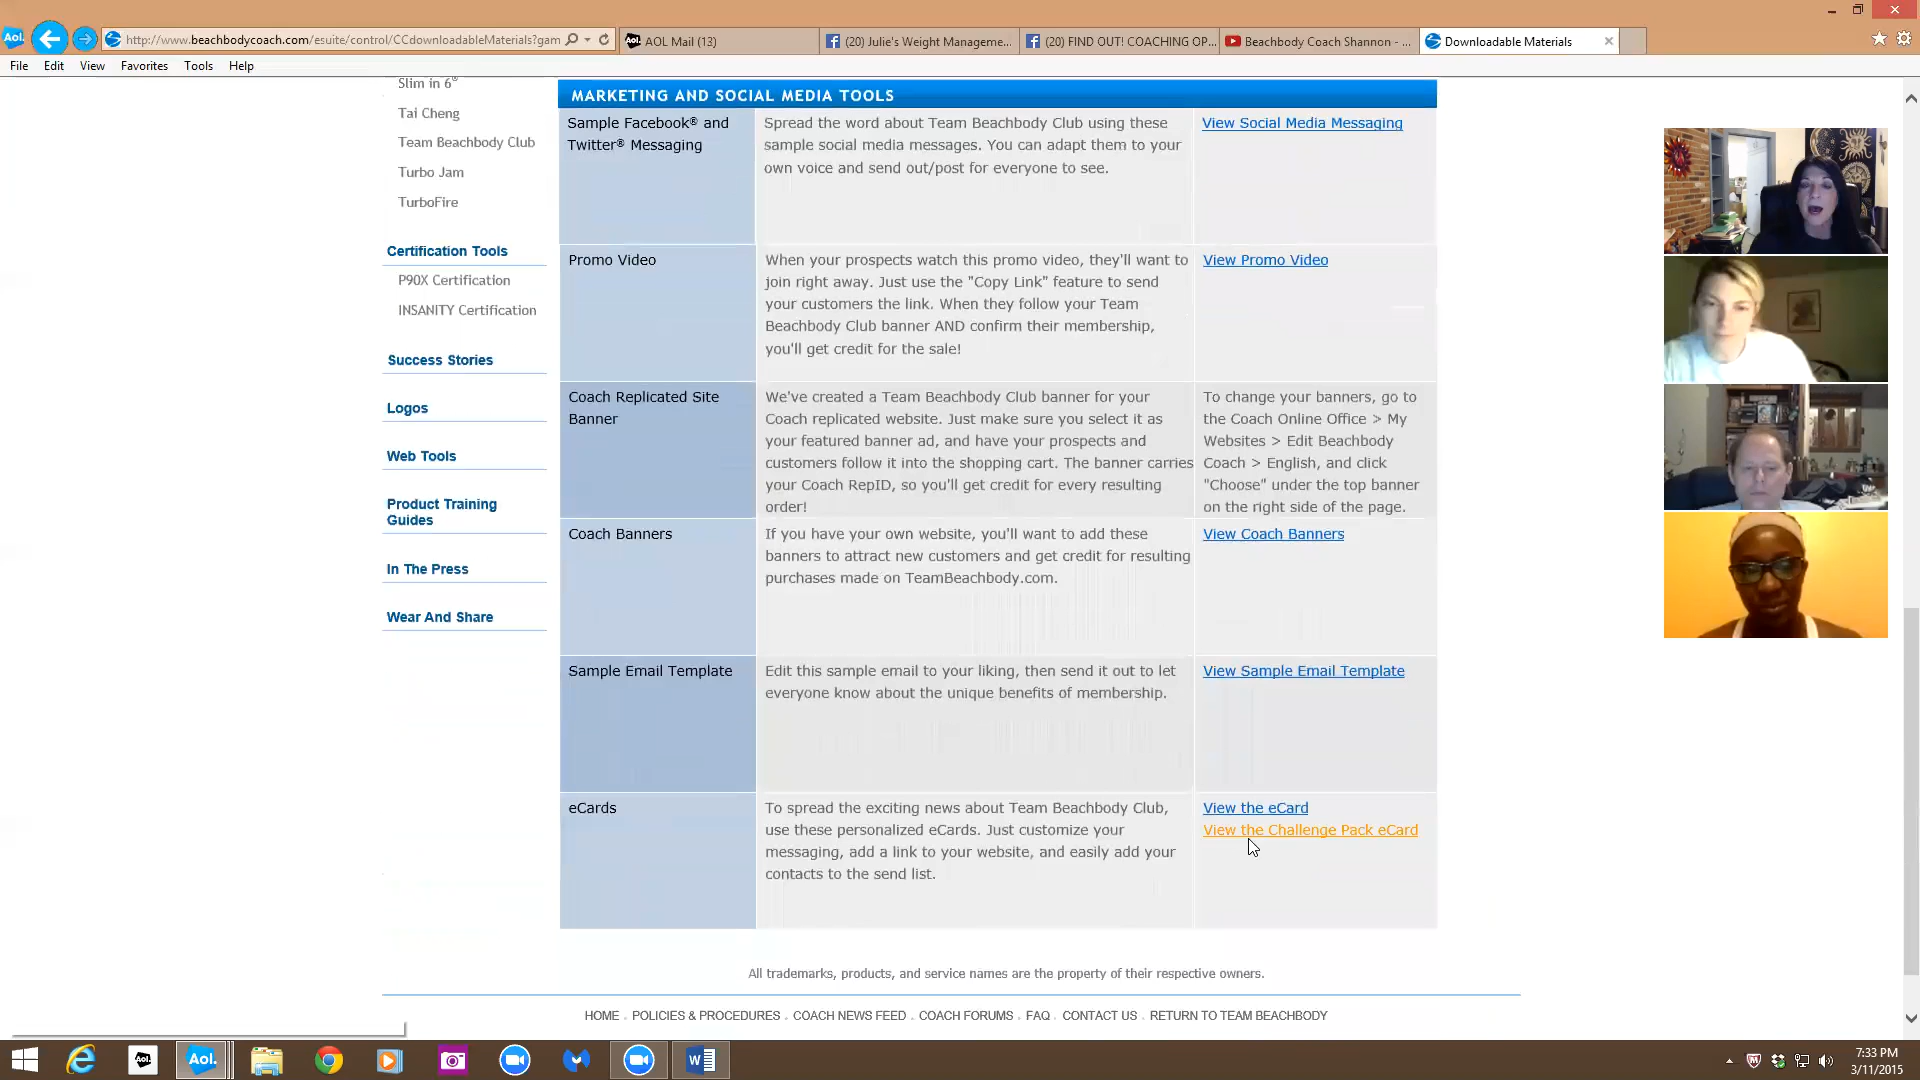 Aol.
http://www.beachbodycoach.com/esuite/control/CCdownloadableMaterials?gam
Aol. AOL Mail (13)
(20) Julie's Weight Manageme...
(20) FIND OUT! COACHING OP...
Beachbody Coach Shannon - ...
Downloadable Materials
File Edit View Favorites Tools Help
Slim in 6®
Tai Cheng
Team Beachbody Club
Turbo Jam
TurboFire
Certification Tools
P90X Certification
INSANITY Certification
Success Stories
Logos
Web Tools
Product Training
Guides
In The Press
Wear And Share
MARKETING AND SOCIAL MEDIA TOOLS
Sample Facebook® and
Twitter® Messaging
Spread the word about Team Beachbody Club using these
sample social media messages. You can adapt them to your
own voice and send out/post for everyone to see.
View Social Media Messaging
Promo Video
When your prospects watch this promo video, they'll want to
join right away. Just use the "Copy Link" feature to send
your customers the link. When they follow your Team
Beachbody Club banner AND confirm their membership,
you'll get credit for the sale!
View Promo Video
Coach Replicated Site
Banner
We've created a Team Beachbody Club banner for your
Coach replicated website. Just make sure you select it as
your featured banner ad, and have your prospects and
customers follow it into the shopping cart. The banner carries
your Coach RepID, so you'll get credit for every resulting
order!
To change your banners, go to
the Coach Online Office > My
Websites > Edit Beachbody
Coach > English, and click
"Choose" under the top banner
on the right side of the page.
Coach Banners
If you have your own website, you'll want to add these
banners to attract new customers and get credit for resulting
purchases made on TeamBeachbody.com.
View Coach Banners
Sample Email Template
Edit this sample email to your liking, then send it out to let
everyone know about the unique benefits of membership.
View Sample Email Template
eCards
To spread the exciting news about Team Beachbody Club,
use these personalized eCards. Just customize your
messaging, add a link to your website, and easily add your
contacts to the send list.
View the eCard
View the Challenge Pack eCard
All trademarks, products, and service names are the property of their respective owners.
HOME . POLICIES & PROCEDURES . COACH NEWS FEED . COACH FORUMS . FAQ . CONTACT US . RETURN TO TEAM BEACHBODY
Aol.
Aol.
7:33 PM
3/11/2015